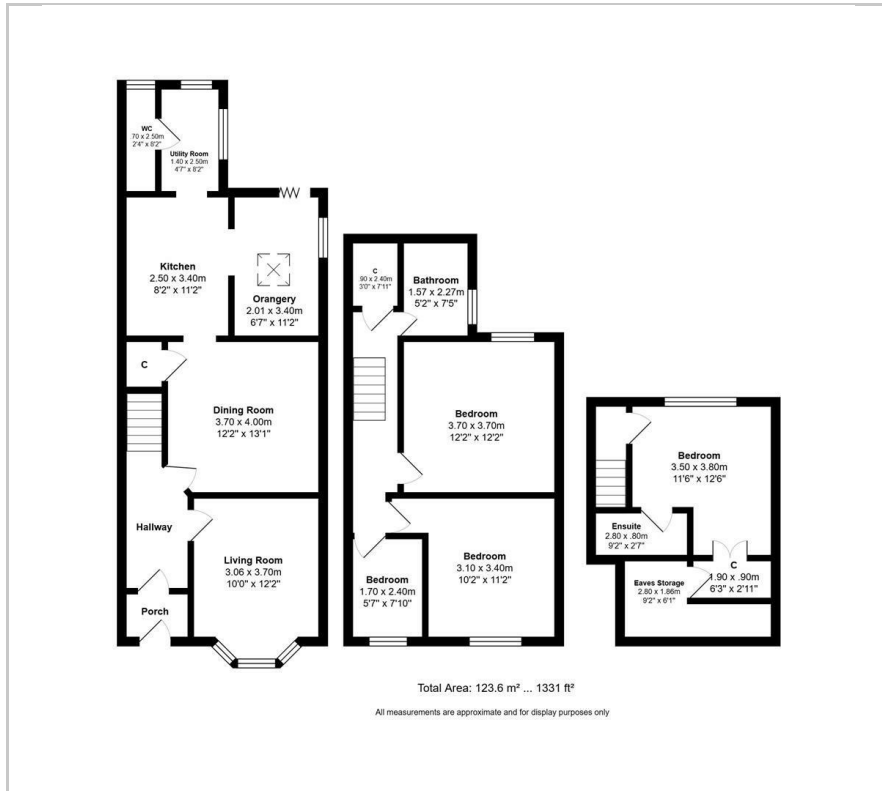 WC
.70 x 2.50m
2'4" x 8'2"
Utility Room
1.40 x 2.50m
4'7" x 8'2"
Kitchen
2.50 x 3.40m
8'2" x 11'2"
Orangery
2.01 x 3.40m
6'7" x 11'2"
C
Dining Room
3.70 x 4.00m
12'2" x 13'1"
Hallway
Living Room
3.06 x 3.70m
10'0" x 12'2"
Porch
C
.90 x 2.40m
3'0" x 7'11"
Bathroom
1.57 x 2.27m
5'2" x 7'5"
Bedroom
3.70 x 3.70m
12'2" x 12'2"
Bedroom
3.10 x 3.40m
10'2" x 11'2"
Bedroom
1.70 x 2.40m
5'7" x 7'10"
Bedroom
3.50 x 3.80m
11'6" x 12'6"
Ensuite
2.80 x .80m
9'2" x 2'7"
C
1.90 x .90m
6'3" x 2'11"
Eaves Storage
2.80 x 1.86m
9'2" x 6'1"
Total Area: 123.6 m² ... 1331 ft²
All measurements are approximate and for display purposes only